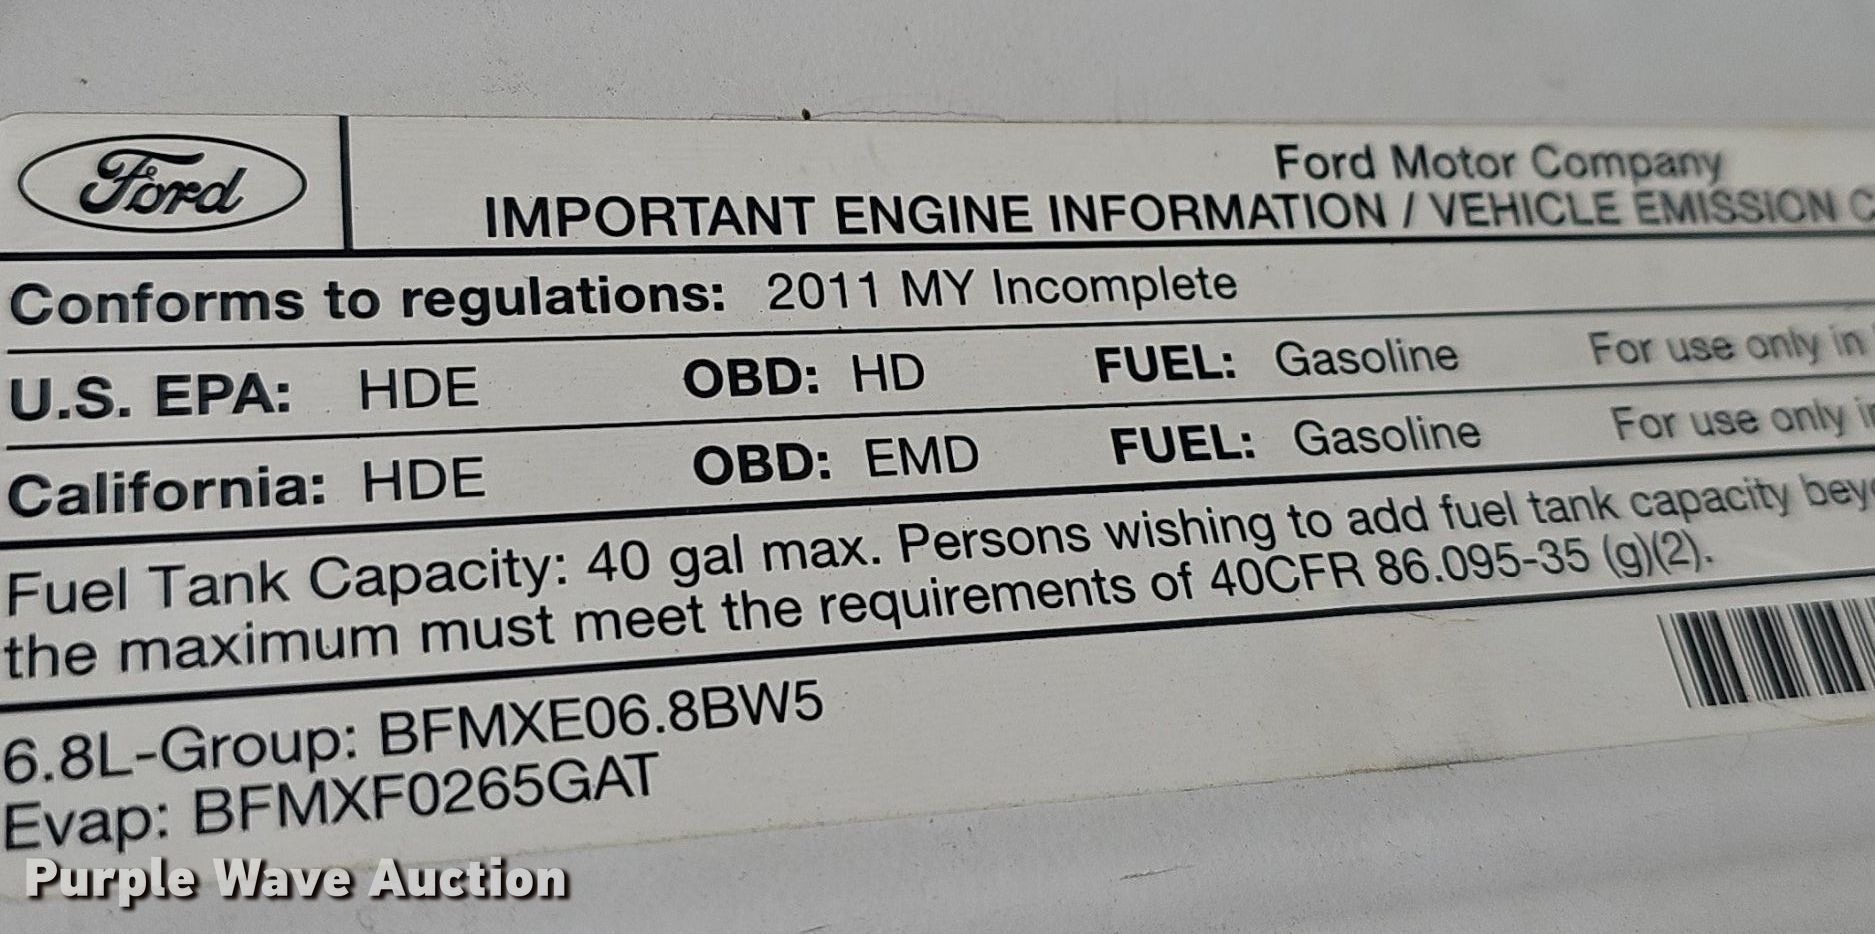 Ford
Ford Motor Company
IMPORTANT ENGINE INFORMATION / VEHICLE EMISSION
Conforms to regulations: 2011 MY Incomplete
U.S. EPA: HDE OBD: HD FUEL: Gasoline For use only in
California: HDE OBD: EMD FUEL: Gasoline For use only
Fuel Tank Capacity: 40 gal max. Persons wishing to add fuel tank capacity
the maximum must meet the requirements of 40CFR 86.095-35 (g)(2).
6.8L-Group: BFMXE06.8BW5
Evap: BFMXF0265GAT
Purple Wave Auction